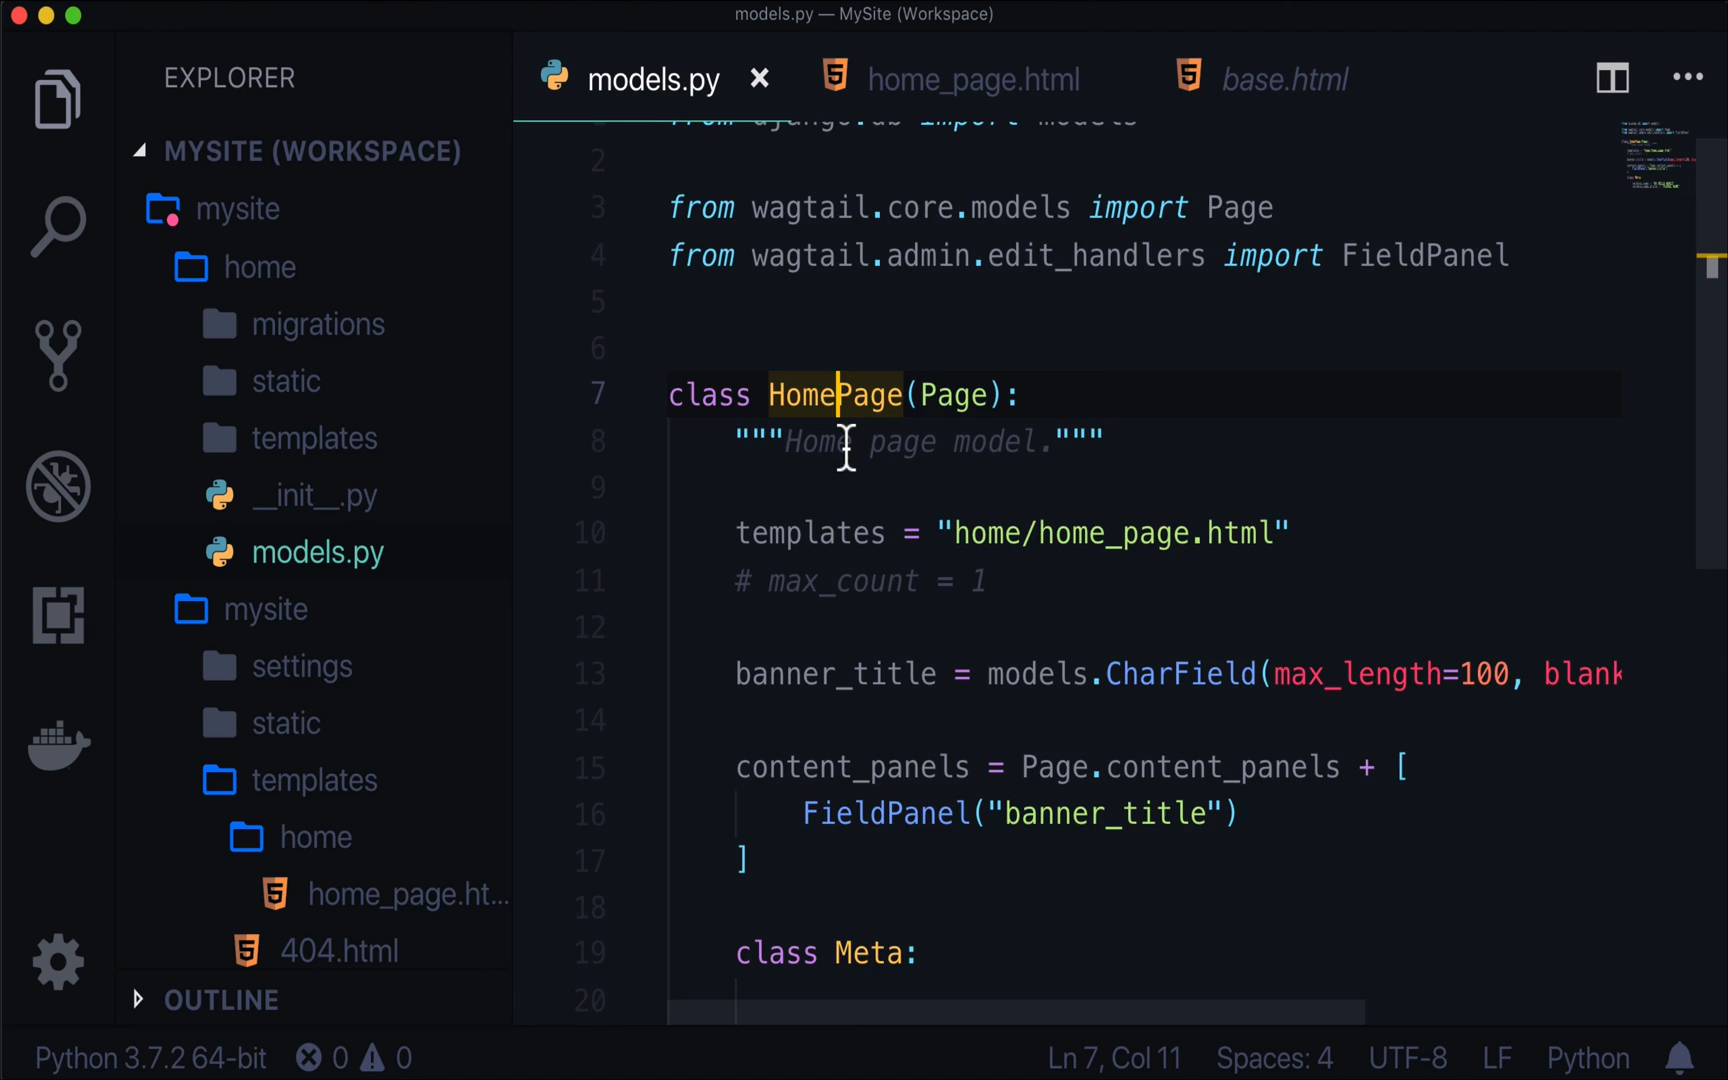 models.py — MySite (Workspace)
EXPLORER
MYSITE (WORKSPACE)
mysite
home
migrations
static
templates
__init__.py
models.py
mysite
settings
static
templates
home
home_page.ht...
404.html
OUTLINE
models.py
home_page.html
base.html
from django.db import models
2
3 from wagtail.core.models import Page
4 from wagtail.admin.edit_handlers import FieldPanel
5
6
7 class HomePage(Page):
8 """Home page model."""
9
10 templates = "home/home_page.html"
11 # max_count = 1
12
13 banner_title = models.CharField(max_length=100, blank
14
15 content_panels = Page.content_panels + [
16 FieldPanel("banner_title")
17 ]
18
19 class Meta:
20
Python 3.7.2 64-bit 0 0 Ln 7, Col 11 Spaces: 4 UTF-8 LF Python